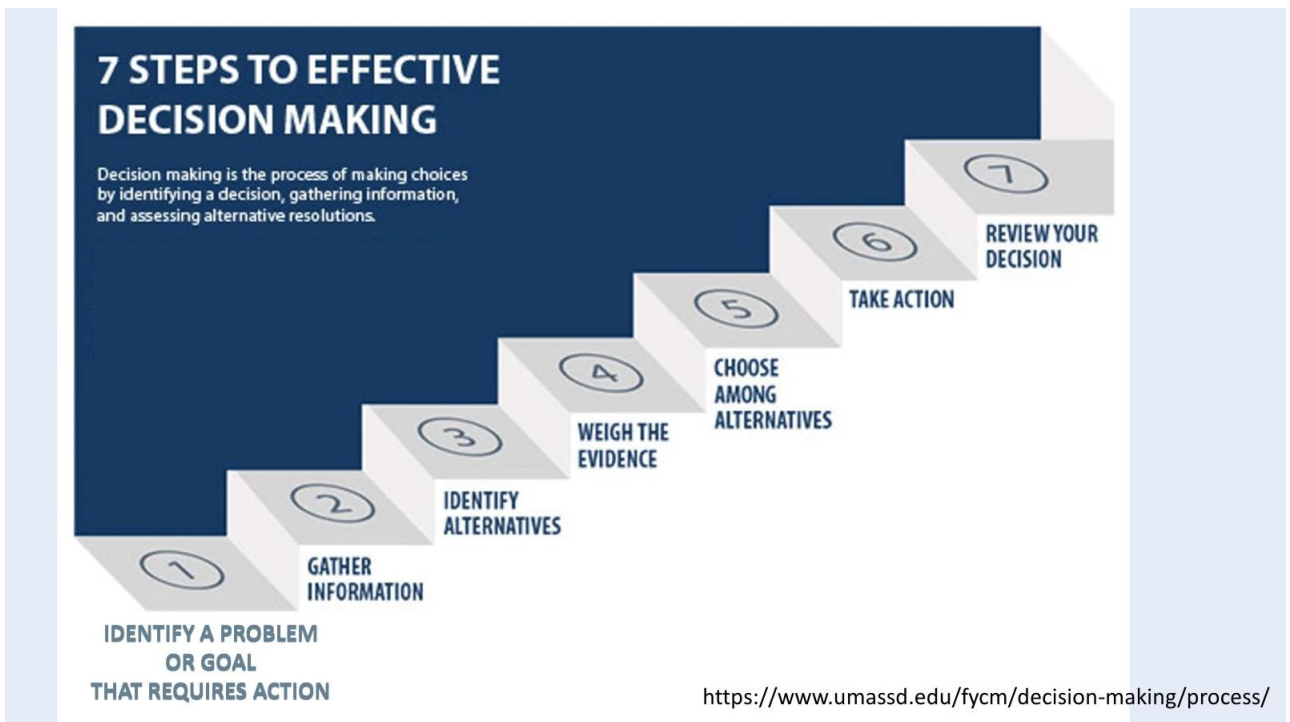 7 STEPS TO EFFECTIVE
DECISION MAKING
Decision making is the process of making choices
by identifying a decision, gathering information,
and assessing alternative resolutions.
1
IDENTIFY A PROBLEM
OR GOAL
THAT REQUIRES ACTION
2
GATHER
INFORMATION
3
IDENTIFY
ALTERNATIVES
4
WEIGH THE
EVIDENCE
5
CHOOSE
AMONG
ALTERNATIVES
6
TAKE ACTION
7
REVIEW YOUR
DECISION
https://www.umassd.edu/fycm/decision-making/process/